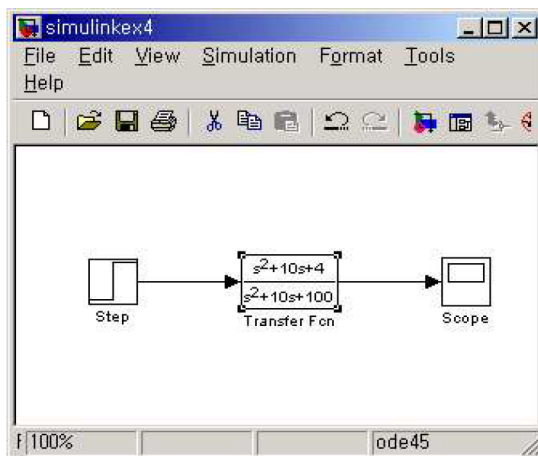 simulinkex4
File Edit View Simulation Format Tools
Help
s²+10s+4
s²+10s+100
Step
Transfer Fcn
Scope
100%
ode45